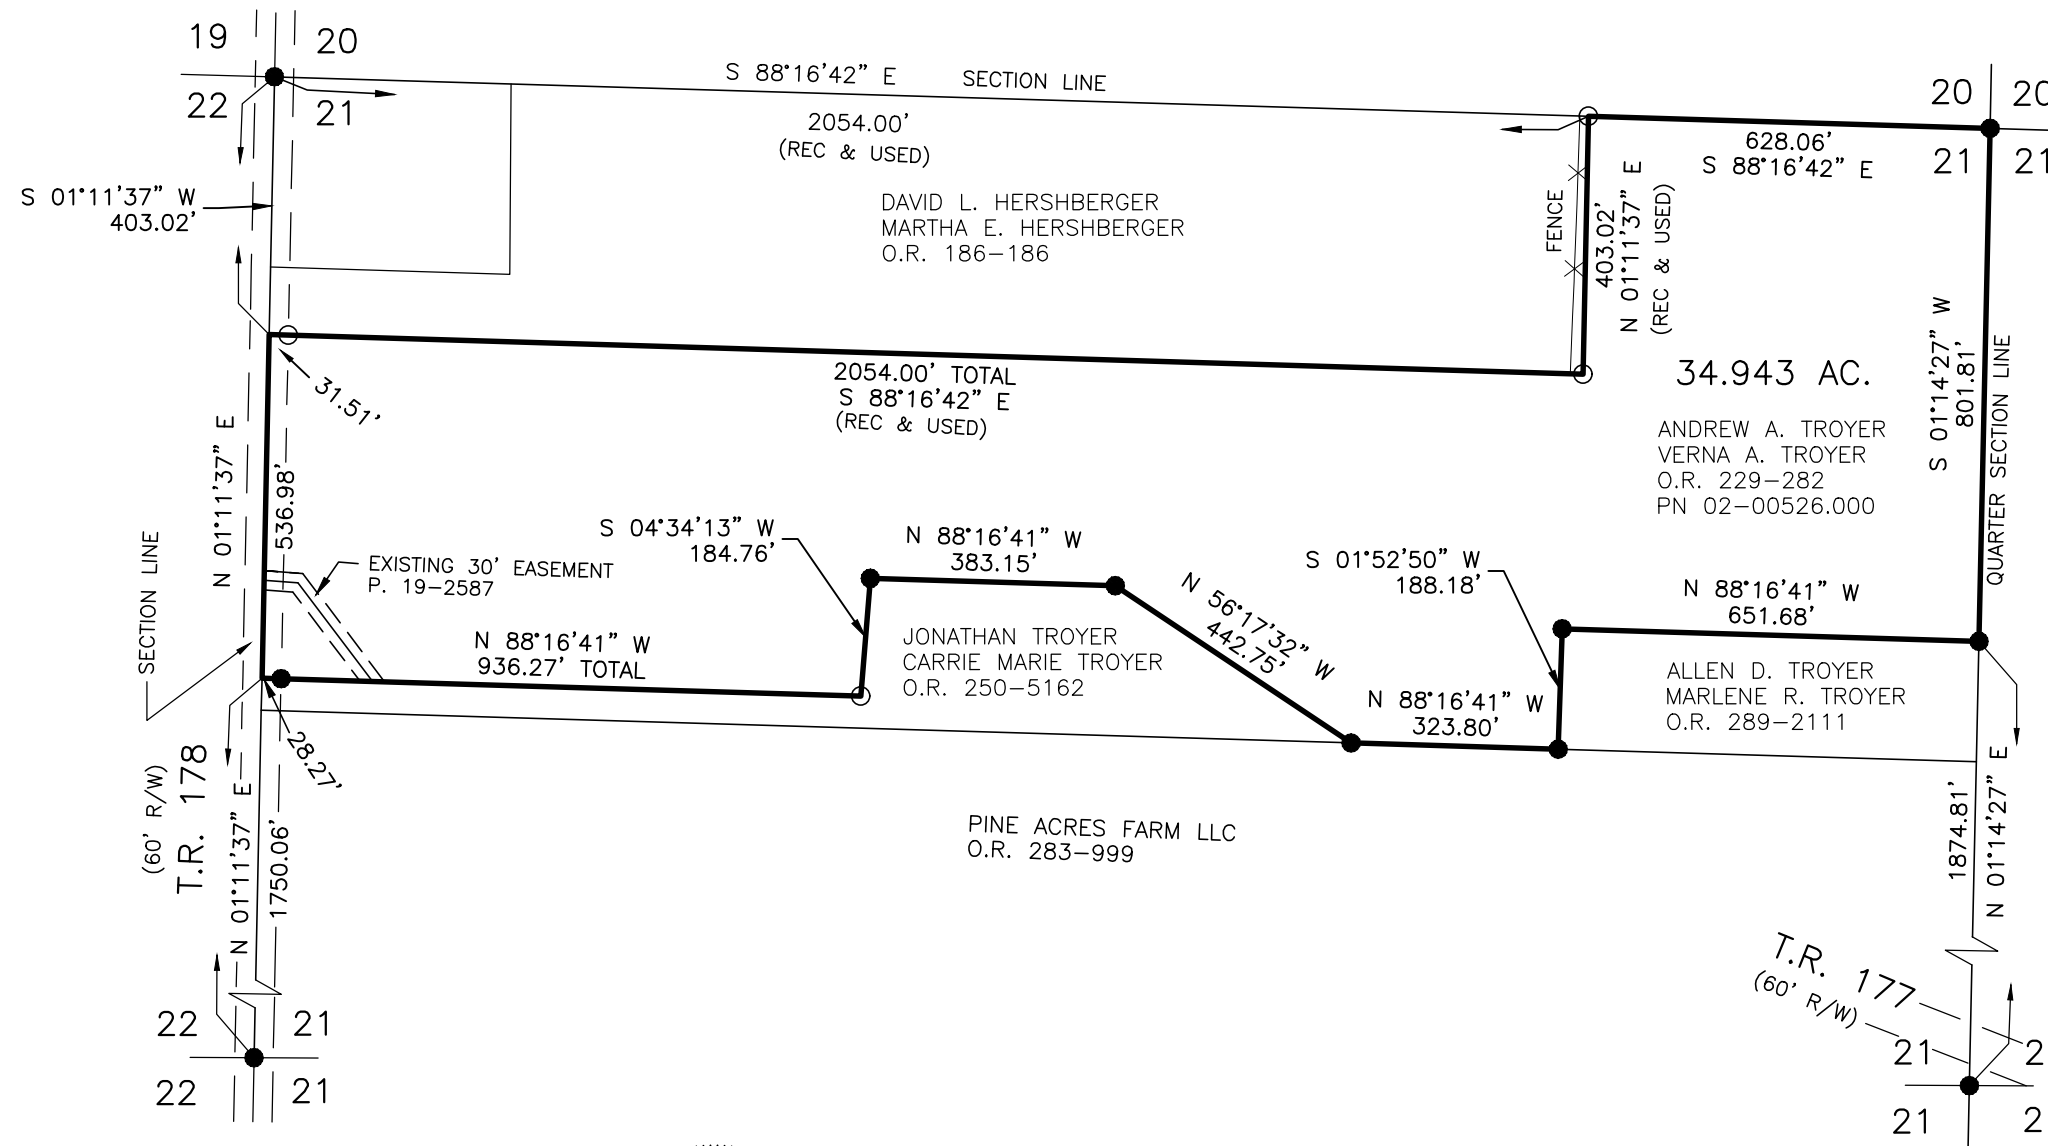 19
20
22
21
S 88°16'42" E
SECTION LINE
2054.00'
(REC & USED)
20
20
21
21
628.06'
S 88°16'42" E
S 01°11'37" W
403.02'
DAVID L. HERSHBERGER
MARTHA E. HERSHBERGER
O.R. 186-186
FENCE
403.02'
N 01°11'37" E
(REC & USED)
S 01°14'27" W
801.81'
QUARTER SECTION LINE
31.51'
2054.00' TOTAL
S 88°16'42" E
(REC & USED)
34.943 AC.
ANDREW A. TROYER
VERNA A. TROYER
O.R. 229-282
PN 02-00526.000
N 01°11'37" E
536.98'
SECTION LINE
EXISTING 30' EASEMENT
P. 19-2587
S 04°34'13" W
184.76'
N 88°16'41" W
383.15'
N 56°17'32" W
442.75'
S 01°52'50" W
188.18'
N 88°16'41" W
651.68'
N 88°16'41" W
936.27' TOTAL
JONATHAN TROYER
CARRIE MARIE TROYER
O.R. 250-5162
ALLEN D. TROYER
MARLENE R. TROYER
O.R. 289-2111
N 88°16'41" W
323.80'
28.27'
(60' R/W)
T.R. 178
N 01°11'37" E
1750.06'
PINE ACRES FARM LLC
O.R. 283-999
1874.81'
N 01°14'27" E
T.R. 177
(60' R/W)
22
21
22
21
21
2
21
2